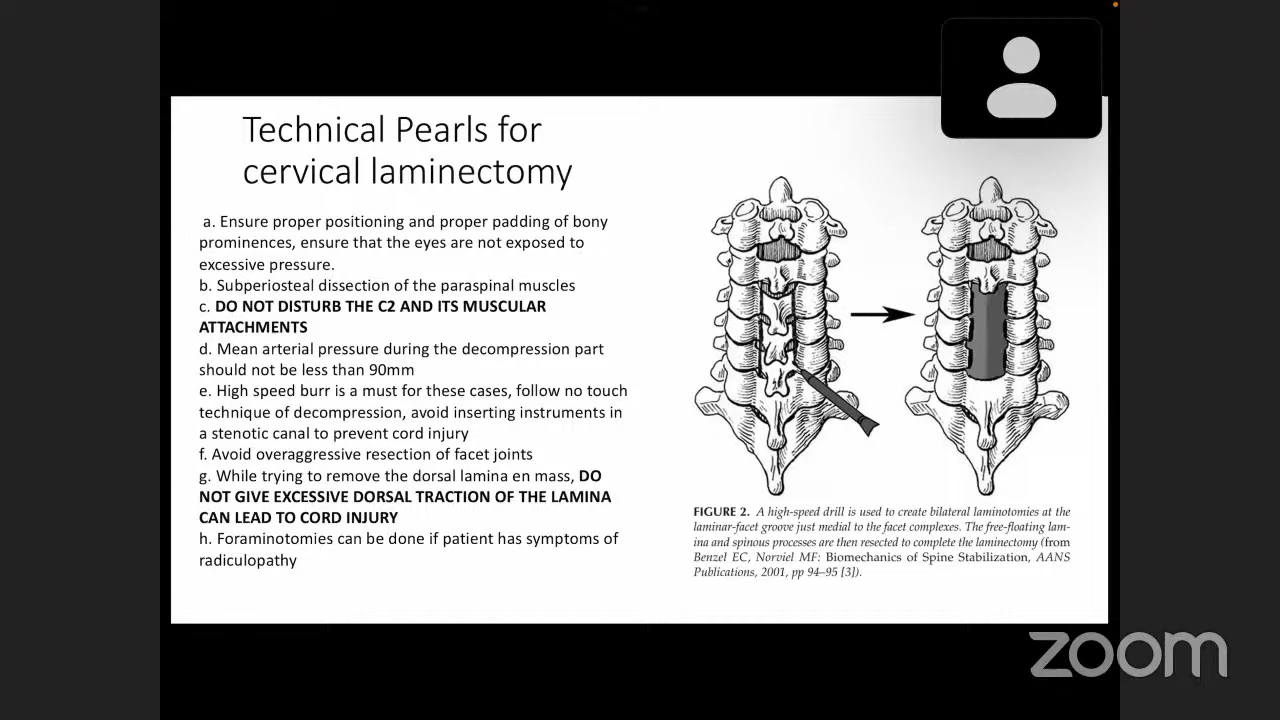 Technical Pearls for
cervical laminectomy
a. Ensure proper positioning and proper padding of bony
prominences, ensure that the eyes are not exposed to
excessive pressure.
b. Subperiosteal dissection of the paraspinal muscles
c. DO NOT DISTURB THE C2 AND ITS MUSCULAR
ATTACHMENTS
d. Mean arterial pressure during the decompression part
should not be less than 90mm
e. High speed burr is a must for these cases, follow no touch
technique of decompression, avoid inserting instruments in
a stenotic canal to prevent cord injury
f. Avoid overaggressive resection of facet joints
g. While trying to remove the dorsal lamina en mass, DO
NOT GIVE EXCESSIVE DORSAL TRACTION OF THE LAMINA
CAN LEAD TO CORD INJURY
h. Foraminotomies can be done if patient has symptoms of
radiculopathy
FIGURE 2. A high-speed drill is used to create bilateral laminotomies at the
laminar-facet groove just medial to the facet complexes. The free-floating lam-
ina and spinous processes are then resected to complete the laminectomy (from
Benzel EC, Norviel MF: Biomechanics of Spine Stabilization, AANS
Publications, 2001, pp 94–95 [3]).
zoom